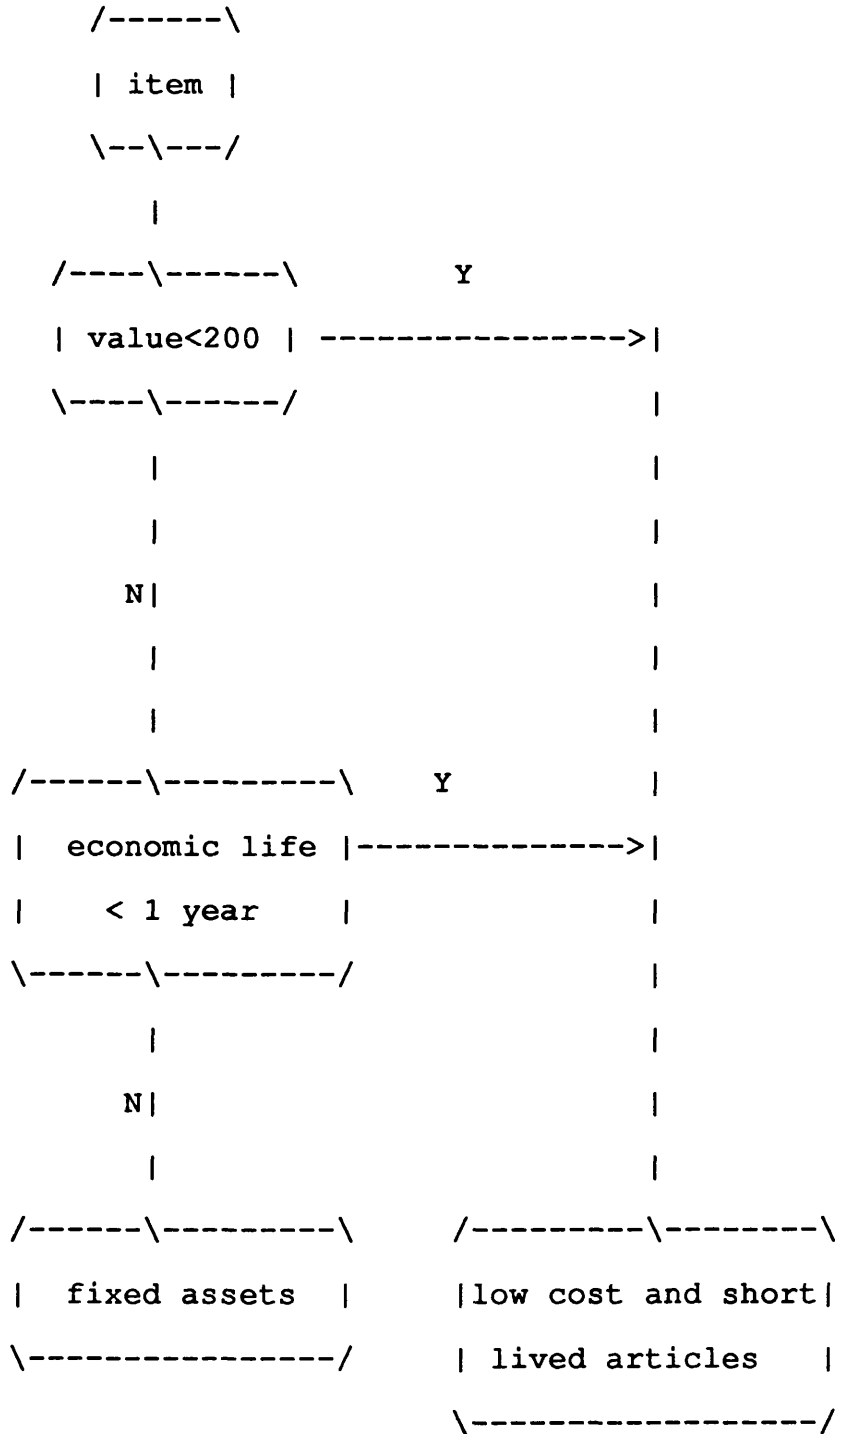 /------\
| item |
\--\---/
|
/----\------\ Y
| value<200 | ---------------->|
\----\------/ |
| |
| |
N| |
| |
| |
/------\---------\ Y |
| economic life |-------------->|
| < 1 year | |
\------\---------/ |
| |
N| |
| |
/------\---------\ /---------\--------\
| fixed assets | |low cost and short|
\----------------/ | lived articles |
\------------------/